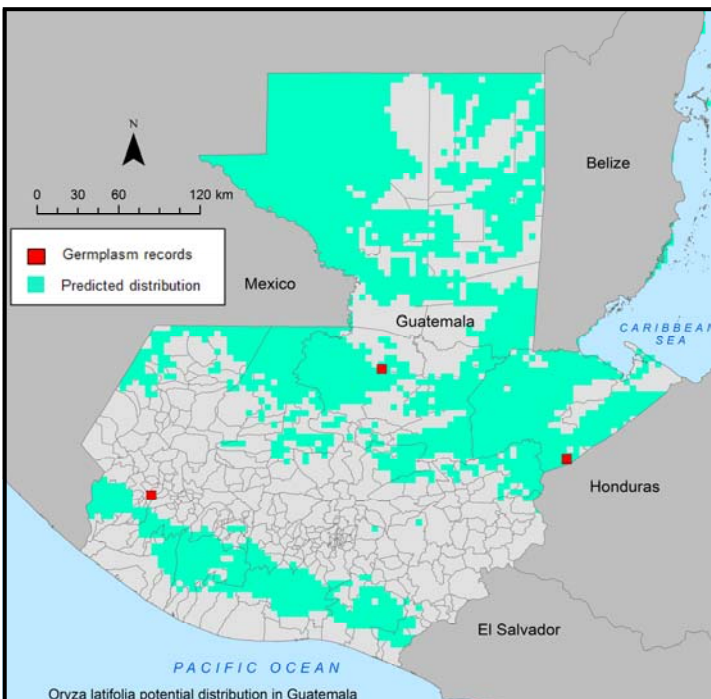 N
0 30 60 120 km
Belize
Germplasm records
Predicted distribution
Mexico
Guatemala
CARIBBEAN
SEA
Honduras
El Salvador
PACIFIC OCEAN
Oryza latifolia potential distribution in Guatemala